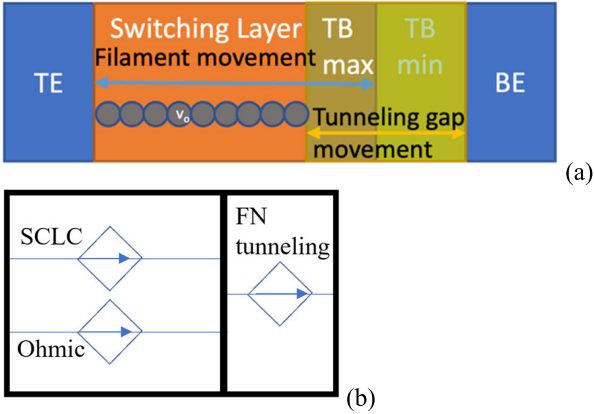 Switching Layer
TB
max
TB
min
Filament movement
TE
BE
Vo
Tunneling gap
movement
(a)
SCLC
Ohmic
FN
tunneling
(b)